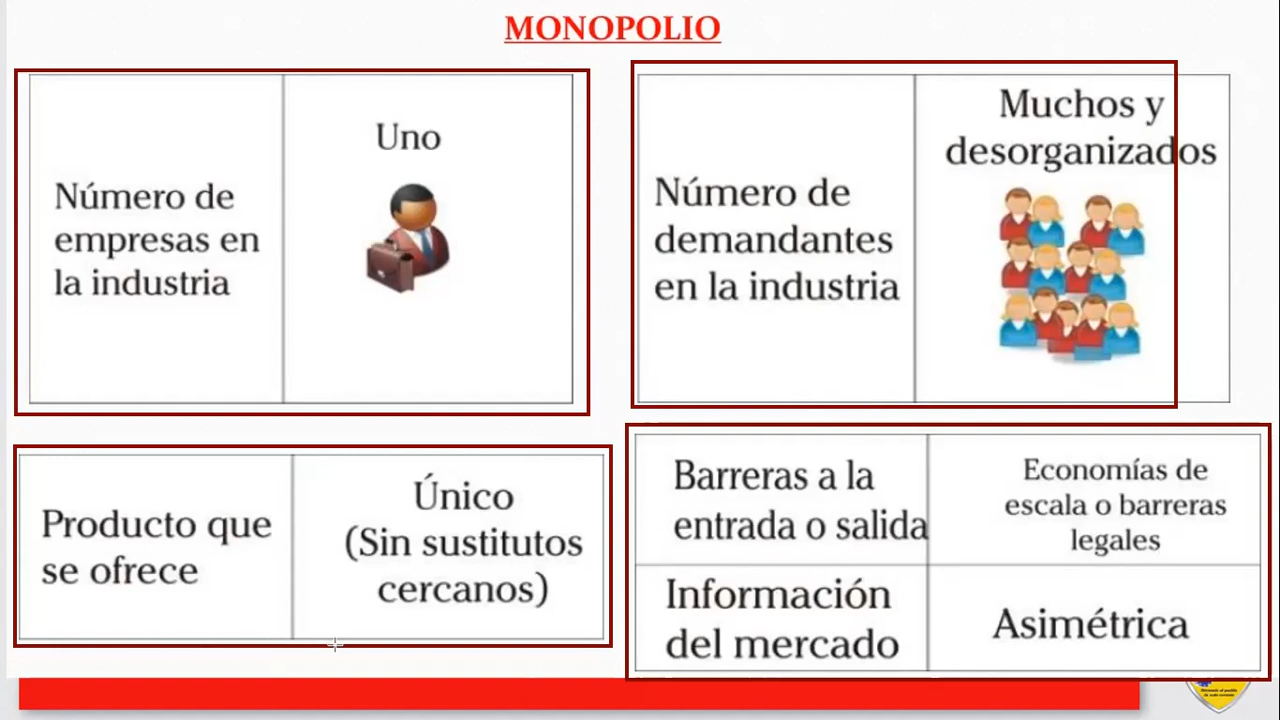 MONOPOLIO
Número de
empresas en
la industria
Uno
Número de
demandantes
en la industria
Muchos y
desorganizados
Producto que
se ofrece
Único
(Sin sustitutos
cercanos)
Barreras a la
entrada o salida
Economías de
escala o barreras
legales
Información
del mercado
Asimétrica